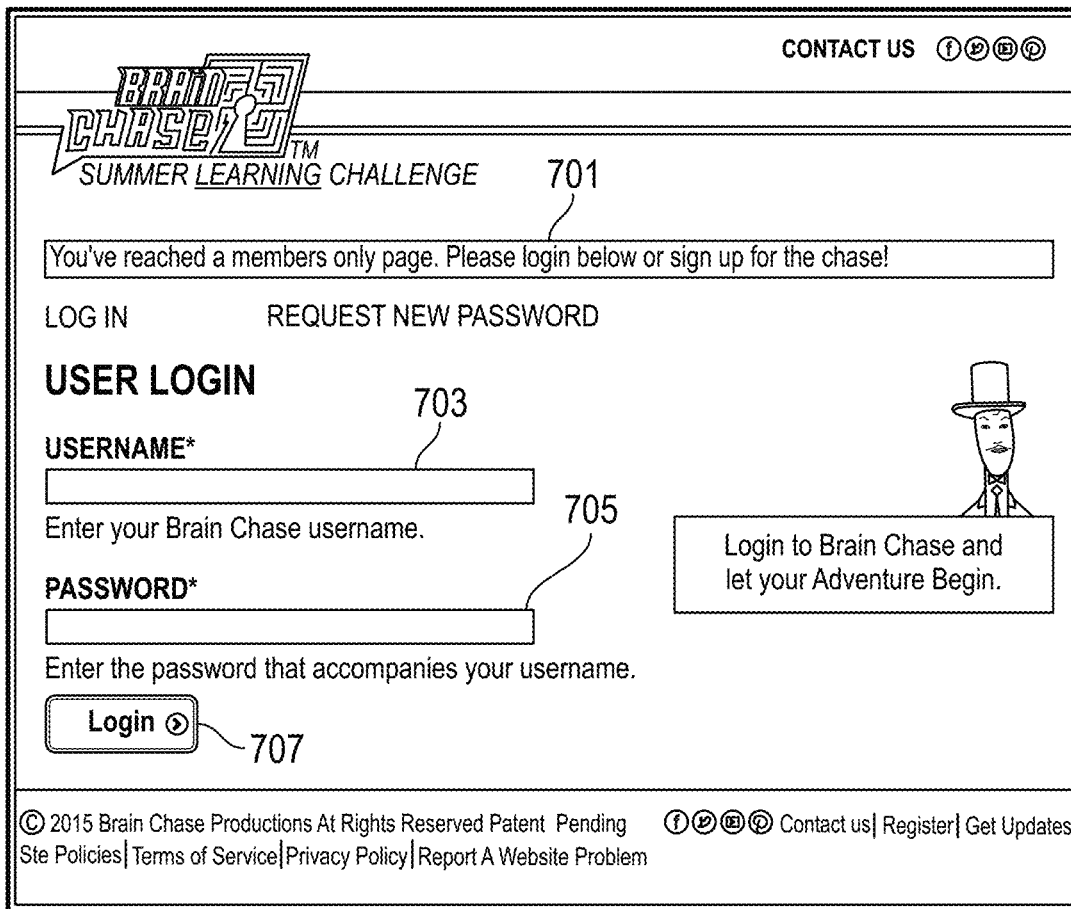 CONTACT US
BRAIN
CHASE
TM
SUMMER LEARNING CHALLENGE
701
You've reached a members only page. Please login below or sign up for the chase!
LOG IN REQUEST NEW PASSWORD
USER LOGIN
703
USERNAME*
Enter your Brain Chase username.
705
Login to Brain Chase and
let your Adventure Begin.
PASSWORD*
Enter the password that accompanies your username.
Login
707
© 2015 Brain Chase Productions At Rights Reserved Patent Pending Contact us| Register| Get Updates
Ste Policies| Terms of Service| Privacy Policy| Report A Website Problem